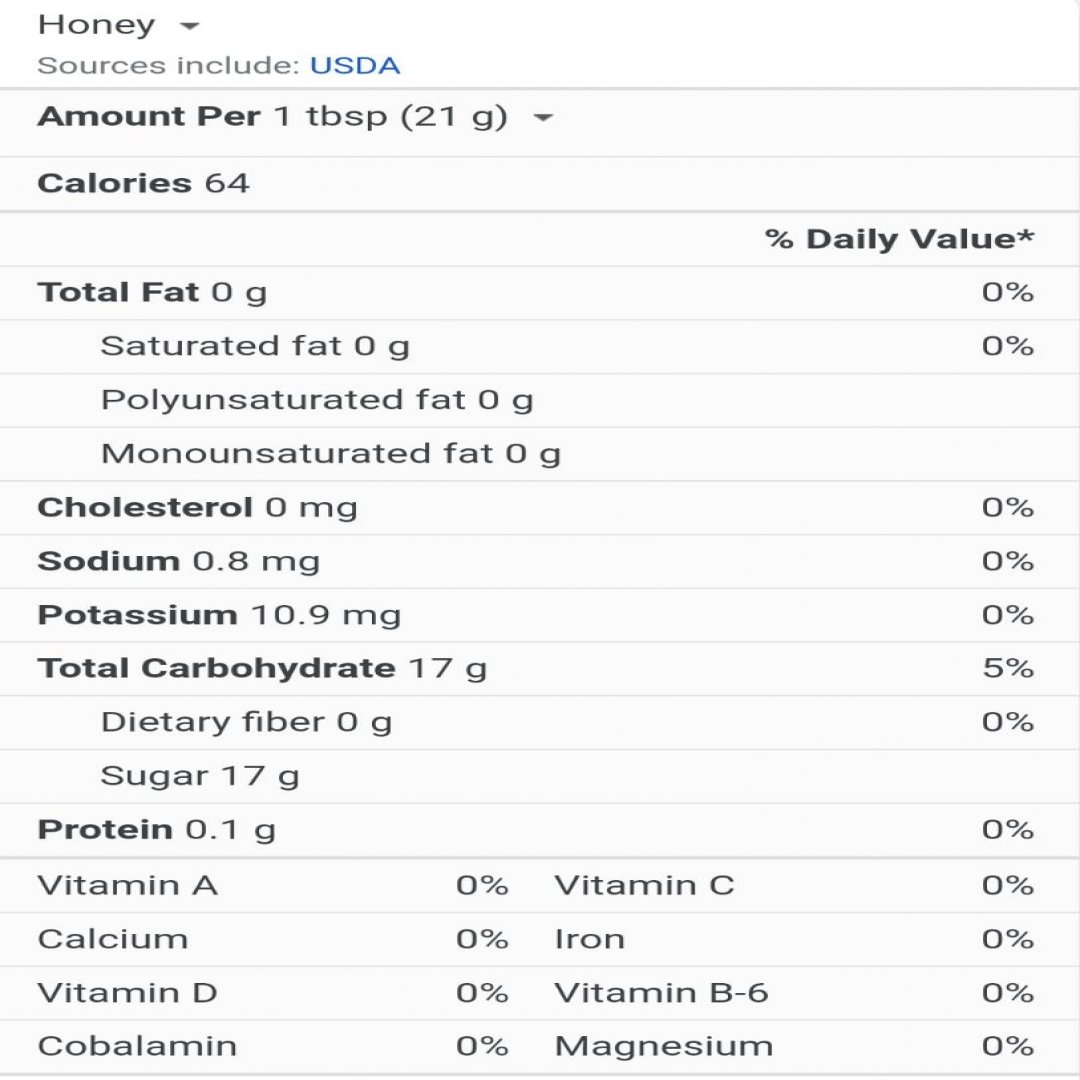 Honey
Sources include: USDA
Amount Per 1 tbsp (21 g)
Calories 64
% Daily Value*
Total Fat 0 g 0%
Saturated fat 0 g 0%
Polyunsaturated fat 0 g
Monounsaturated fat 0 g
Cholesterol 0 mg 0%
Sodium 0.8 mg 0%
Potassium 10.9 mg 0%
Total Carbohydrate 17 g 5%
Dietary fiber 0 g 0%
Sugar 17 g
Protein 0.1 g 0%
Vitamin A 0% Vitamin C 0%
Calcium 0% Iron 0%
Vitamin D 0% Vitamin B-6 0%
Cobalamin 0% Magnesium 0%